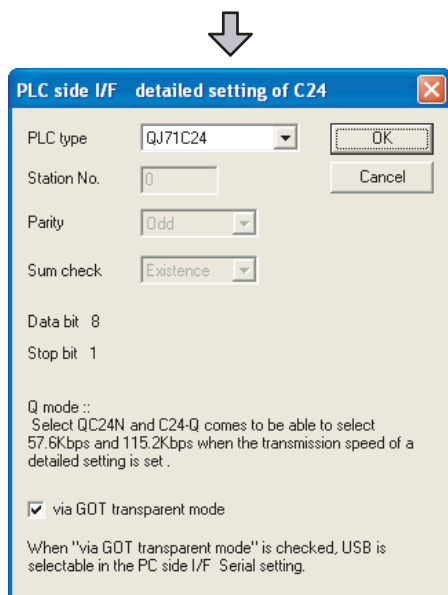 PLC side I/F detailed setting of C24
PLC type QJ71C24 OK
Station No. 0 Cancel
Parity Odd
Sum check Existence
Data bit 8
Stop bit 1
Q mode ::
Select QC24N and C24-Q comes to be able to select
57.6Kbps and 115.2Kbps when the transmission speed of a
detailed setting is set .
via GOT transparent mode
When "via GOT transparent mode" is checked, USB is
selectable in the PC side I/F Serial setting.